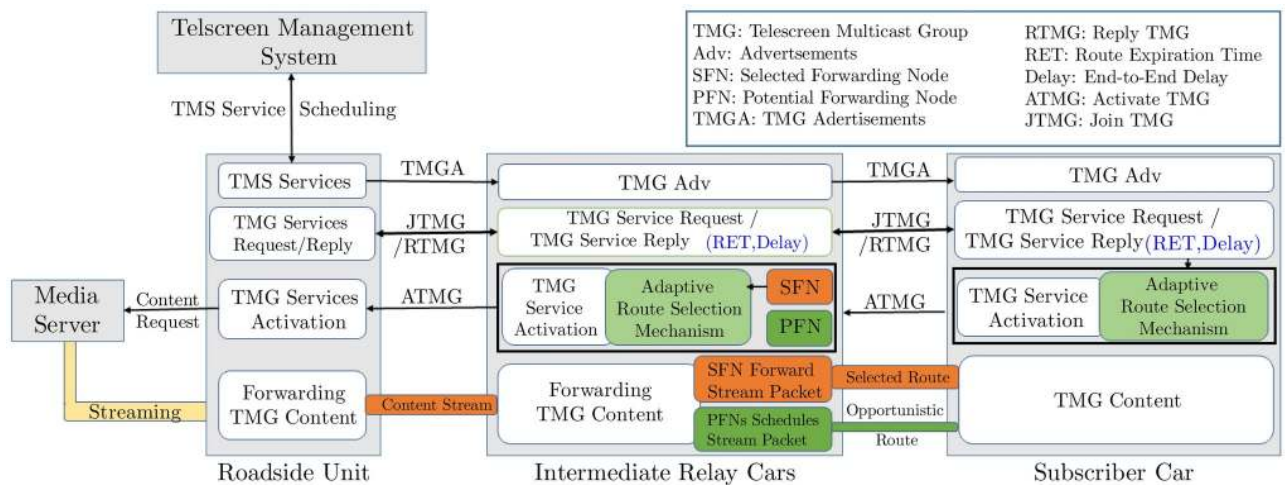 Telscreen Management
System
TMS Service
Scheduling
TMG: Telescreen Multicast Group
Adv: Advertsements
SFN: Selected Forwarding Node
PFN: Potential Forwarding Node
TMGA: TMG Adertisements
RTMG: Reply TMG
RET: Route Expiration Time
Delay: End-to-End Delay
ATMG: Activate TMG
JTMG: Join TMG
TMS Services
TMGA
TMG Adv
TMGA
TMG Adv
TMG Services
Request/Reply
JTMG
/RTMG
TMG Service Request /
TMG Service Reply (RET,Delay)
JTMG
/RTMG
TMG Service Request /
TMG Service Reply(RET,Delay)
Media
Server
Content
Request
TMG Services
Activation
ATMG
TMG
Service
Activation
Adaptive
Route Selection
Mechanism
SFN
PFN
ATMG
TMG Service
Activation
Adaptive
Route Selection
Mechanism
Streaming
Forwarding
TMG Content
Content Stream
Forwarding
TMG Content
SFN Forward
Stream Packet
PFNs Schedules
Stream Packet
Selected Route
Opportunistic
Route
TMG Content
Roadside Unit
Intermediate Relay Cars
Subscriber Car